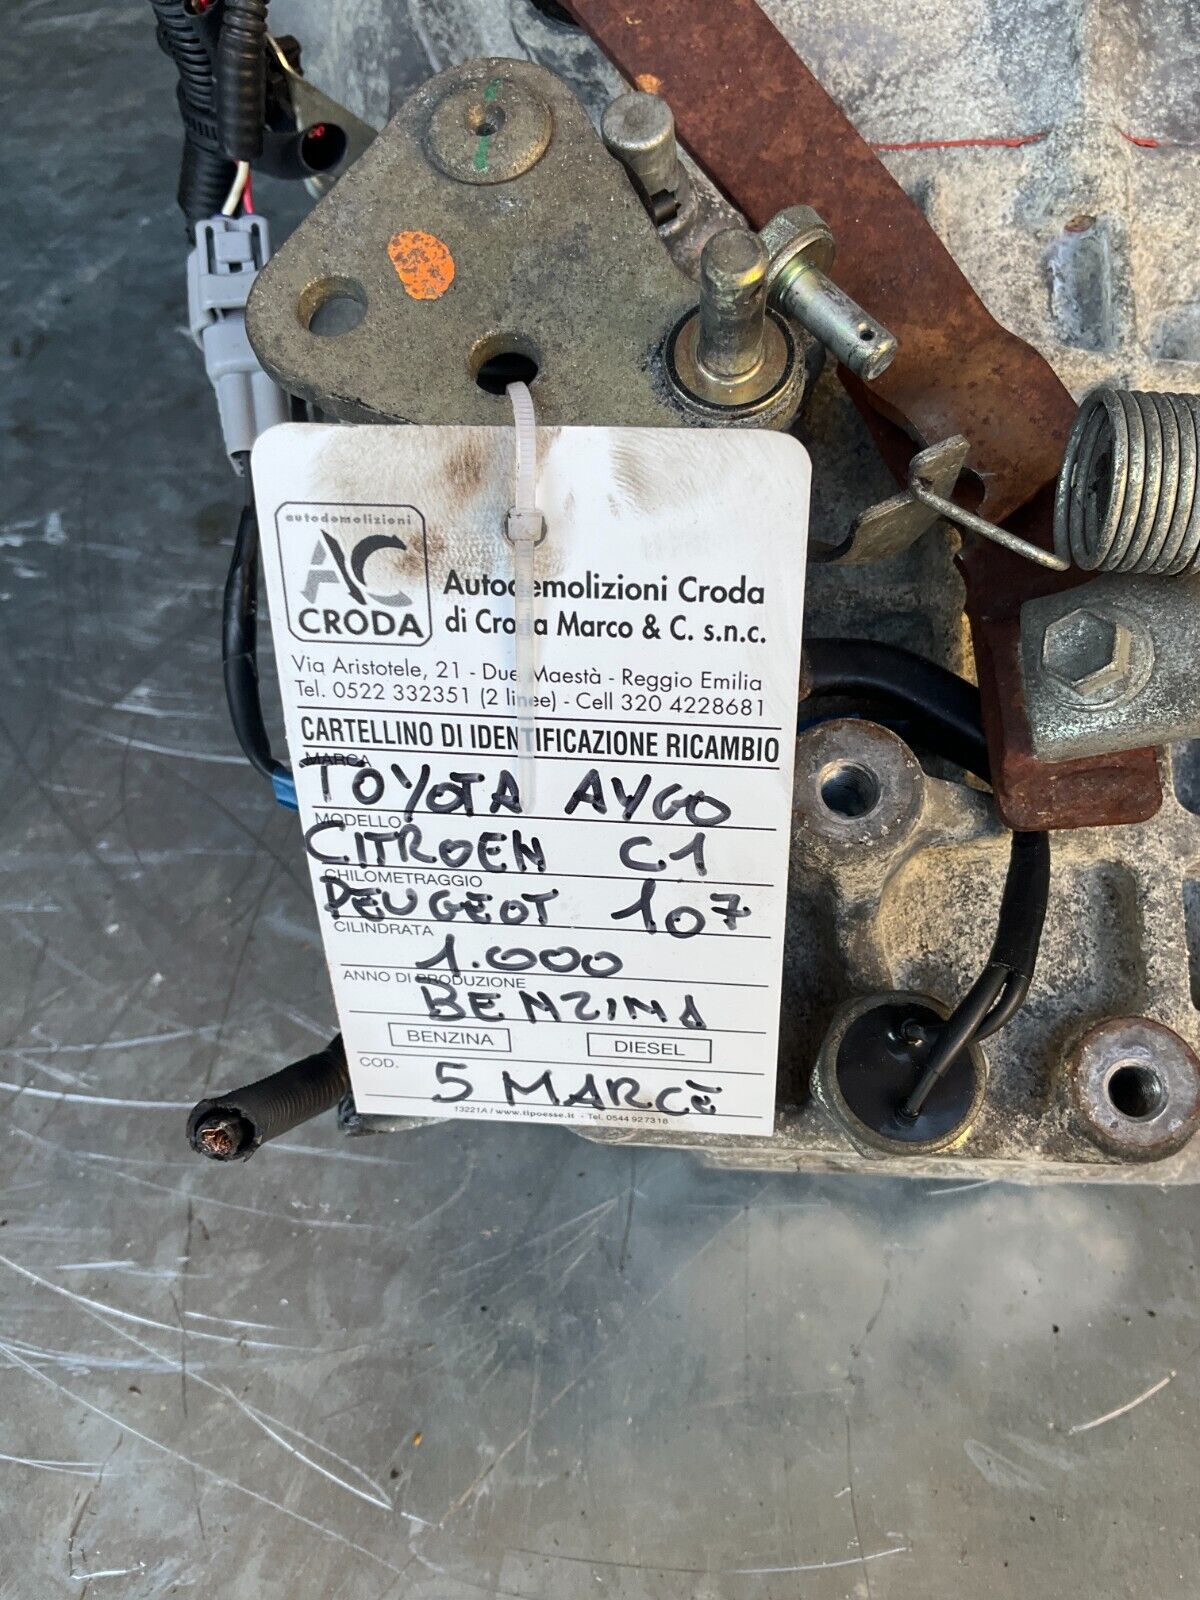 autodemolizioni
AC
CRODA
Autodemolizioni Croda
di Croda Marco & C. s.n.c.
Via Aristotele, 21 - Due Maestà - Reggio Emilia
Tel. 0522 332351 (2 linee) - Cell 320 4228681
CARTELLINO DI IDENTIFICAZIONE RICAMBIO
MARCA
TOYOTA AYGO
MODELLO
CITROEN C1
CHILOMETRAGGIO
PEUGEOT 107
CILINDRATA
1.000
ANNO DI PRODUZIONE
BENZINA
BENZINA DIESEL
COD.
5 MARCE
13221A / www.tipoesse.it - Tel. 0544 927318